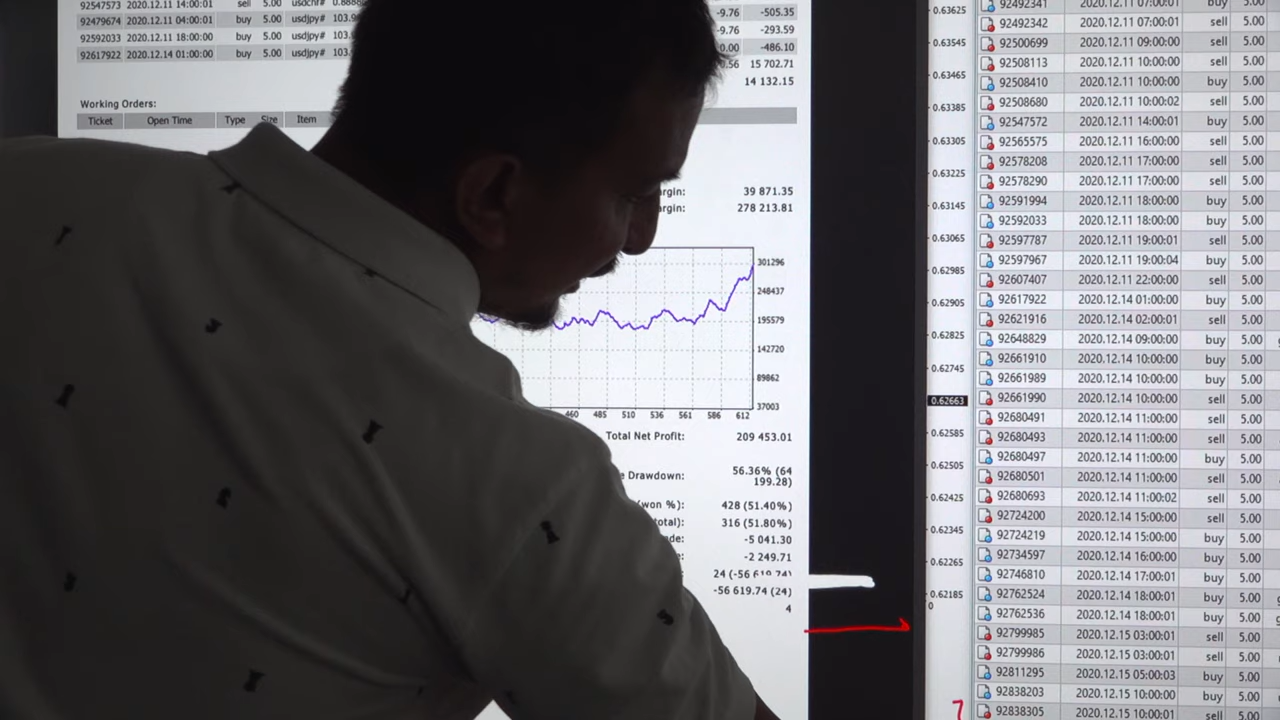 92547573 2020.12.11 14:00:01 sell 5.00 usdchf#
92479674 2020.12.11 04:00:01 buy 5.00 usdjpy# 103.9
92592033 2020.12.11 18:00:00 buy 5.00 usdjpy# 103.
92617922 2020.12.14 01:00:00 buy 5.00 usdjpy# 103.
-9.76 -505.35
-9.76 -293.59
0.00 -486.10
0.56 15 702.71
14 132.15
Working Orders:
Ticket Open Time Type Size Item
argin: 39 871.35
argin: 278 213.81
301296
248437
195579
142720
89862
37003
460 485 510 536 561 586 612
Total Net Profit: 209 453.01
e Drawdown: 56.36% (64
199.28)
(won %): 428 (51.40%)
total): 316 (51.80%)
ade: -5 041.30
e: -2 249.71
24 (-56 619.74)
-56 619.74 (24)
4
0.63625
0.63545
0.63465
0.63385
0.63305
0.63225
0.63145
0.63065
0.62985
0.62905
0.62825
0.62745
0.62663
0.62585
0.62505
0.62425
0.62345
0.62265
0.62185
0
92492341 2020.12.11 07:00:01 buy 5.00
92492342 2020.12.11 07:00:01 sell 5.00
92500699 2020.12.11 09:00:00 sell 5.00
92508113 2020.12.11 10:00:00 sell 5.00
92508410 2020.12.11 10:00:00 buy 5.00
92508680 2020.12.11 10:00:02 sell 5.00
92547572 2020.12.11 14:00:01 buy 5.00
92565575 2020.12.11 16:00:00 sell 5.00
92578208 2020.12.11 17:00:00 sell 5.00
92578290 2020.12.11 17:00:00 sell 5.00
92591994 2020.12.11 18:00:00 buy 5.00
92592033 2020.12.11 18:00:00 buy 5.00
92597787 2020.12.11 19:00:01 sell 5.00
92597967 2020.12.11 19:00:04 buy 5.00
92607400 2020.12.11 22:00:00 sell 5.00
92617922 2020.12.14 01:00:00 buy 5.00
92621916 2020.12.14 02:00:01 sell 5.00
92648829 2020.12.14 09:00:00 buy 5.00
92661910 2020.12.14 10:00:00 buy 5.00
92661989 2020.12.14 10:00:00 buy 5.00
92661990 2020.12.14 10:00:00 sell 5.00
92680491 2020.12.14 11:00:00 sell 5.00
92680493 2020.12.14 11:00:00 sell 5.00
92680497 2020.12.14 11:00:00 buy 5.00
92680501 2020.12.14 11:00:00 sell 5.00
92680693 2020.12.14 11:00:02 sell 5.00
92724200 2020.12.14 15:00:00 sell 5.00
92724219 2020.12.14 15:00:00 buy 5.00
92734597 2020.12.14 16:00:00 buy 5.00
92746810 2020.12.14 17:00:01 buy 5.00
92762524 2020.12.14 18:00:01 buy 5.00
92762536 2020.12.14 18:00:01 buy 5.00
92799985 2020.12.15 03:00:01 sell 5.00
92799986 2020.12.15 03:00:01 sell 5.00
92811295 2020.12.15 05:00:03 buy 5.00
92838203 2020.12.15 10:00:00 buy 5.00
92838305 2020.12.15 10:00:01 sell 5.00